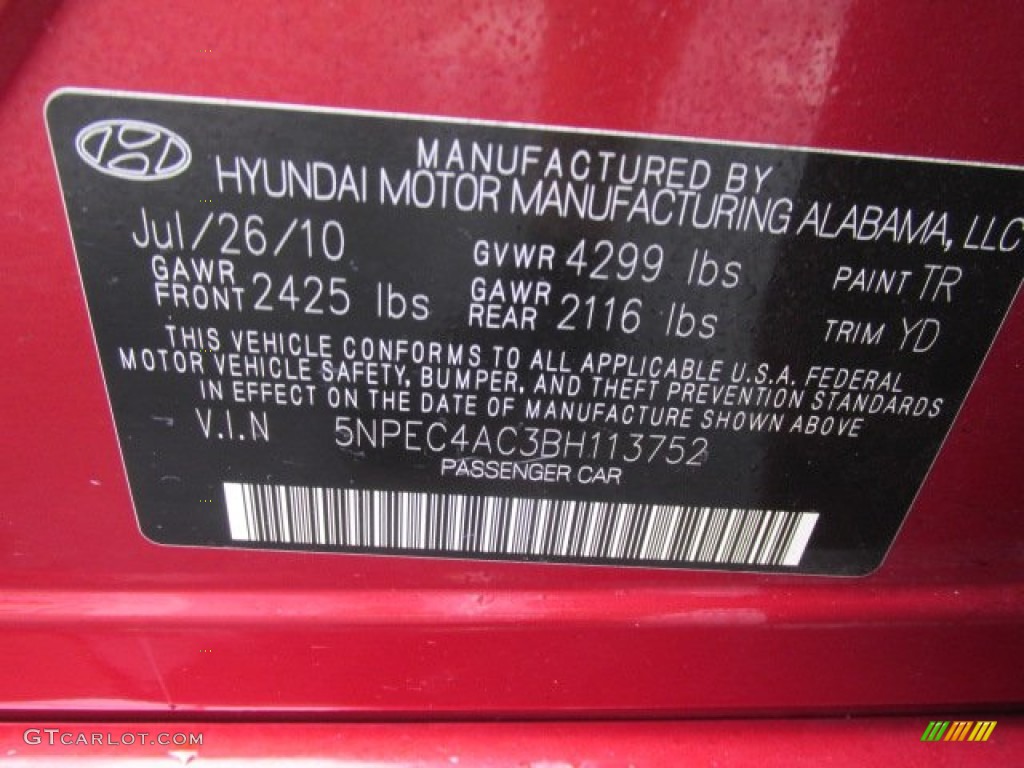 MANUFACTURED BY
HYUNDAI MOTOR MANUFACTURING ALABAMA, LLC
Jul/26/10 GVWR 4299 lbs PAINT TR
GAWR FRONT 2425 lbs GAWR REAR 2116 lbs TRIM YD
THIS VEHICLE CONFORMS TO ALL APPLICABLE U.S.A. FEDERAL
MOTOR VEHICLE SAFETY, BUMPER, AND THEFT PREVENTION STANDARDS
IN EFFECT ON THE DATE OF MANUFACTURE SHOWN ABOVE
V.I.N 5NPEC4AC3BH113752
PASSENGER CAR
GTCARLOT.COM